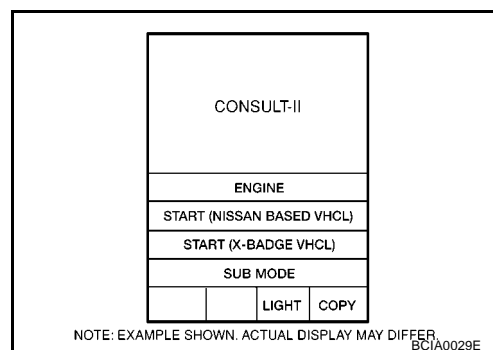 CONSULT-II
ENGINE
START (NISSAN BASED VHCL)
START (X-BADGE VHCL)
SUB MODE
LIGHT COPY
NOTE: EXAMPLE SHOWN. ACTUAL DISPLAY MAY DIFFER.
BCIA0029E